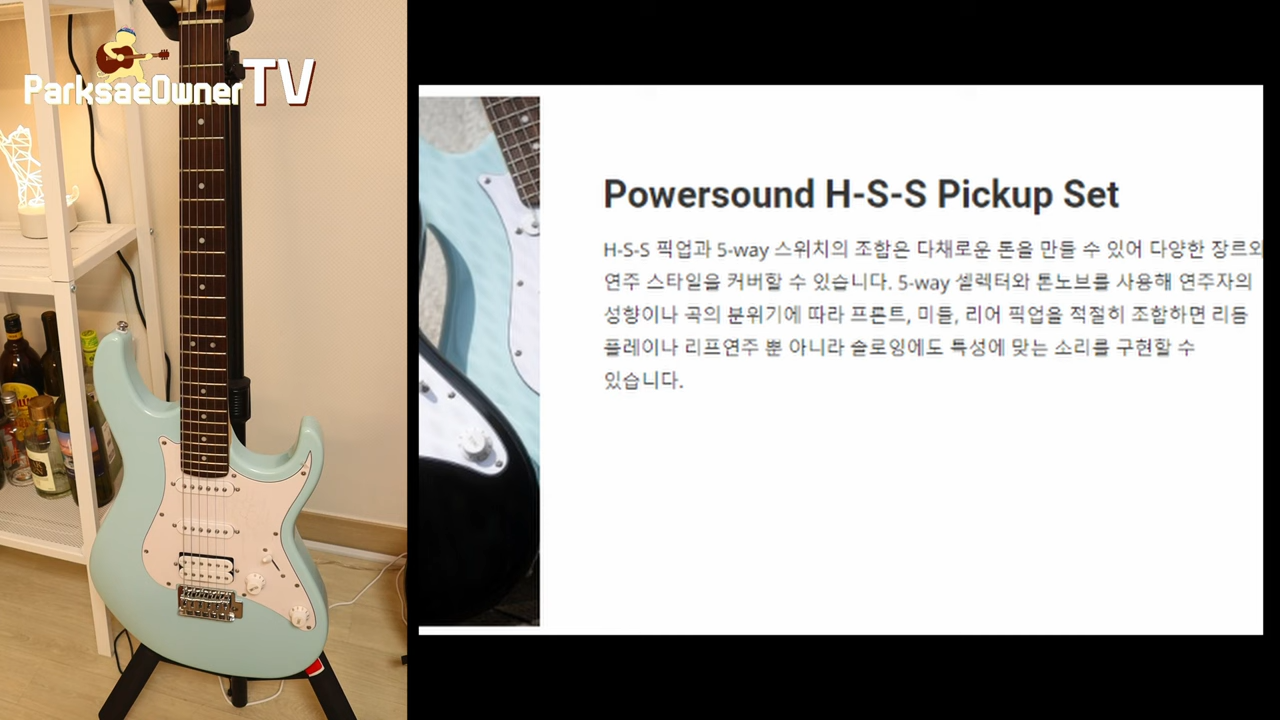 ParksaeOwnerTV
Powersound H-S-S Pickup Set
H-S-S 픽업과 5-way 스위치의 조합은 다채로운 톤을 만들 수 있어 다양한 장르와
연주 스타일을 커버할 수 있습니다. 5-way 셀렉터와 톤노브를 사용해 연주자의
성향이나 곡의 분위기에 따라 프론트, 미들, 리어 픽업을 적절히 조합하면 리듬
플레이나 리프연주 뿐 아니라 솔로잉에도 특성에 맞는 소리를 구현할 수
있습니다.